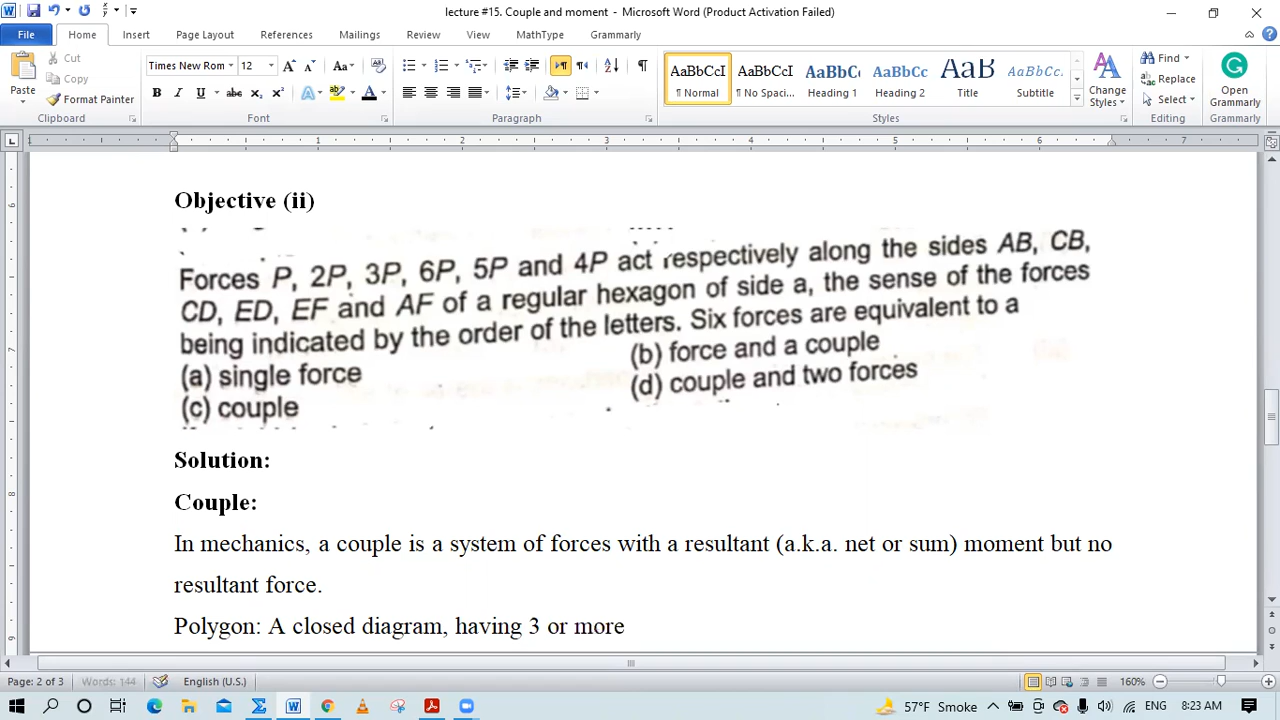 lecture #15. Couple and moment - Microsoft Word (Product Activation Failed)
File Home Insert Page Layout References Mailings Review View MathType Grammarly
Paste Cut Copy Format Painter Clipboard
Times New Rom 12 Font
Paragraph
AaBbCcI AaBbCcI AaBbCc AaBbCc AaB AaBbCc.
¶ Normal ¶ No Spaci... Heading 1 Heading 2 Title Subtitle Styles
Change Styles
Find Replace Select Editing
Open Grammarly Grammarly
1 1 2 3 4 5 6 7
Objective (ii)
Forces P, 2P, 3P, 6P, 5P and 4P act respectively along the sides AB, CB,
CD, ED, EF and AF of a regular hexagon of side a, the sense of the forces
being indicated by the order of the letters. Six forces are equivalent to a
(a) single force (b) force and a couple
(c) couple (d) couple and two forces
Solution:
Couple:
In mechanics, a couple is a system of forces with a resultant (a.k.a. net or sum) moment but no
resultant force.
Polygon: A closed diagram, having 3 or more
Page: 2 of 3 Words: 144 English (U.S.) 160%
57°F Smoke ENG 8:23 AM